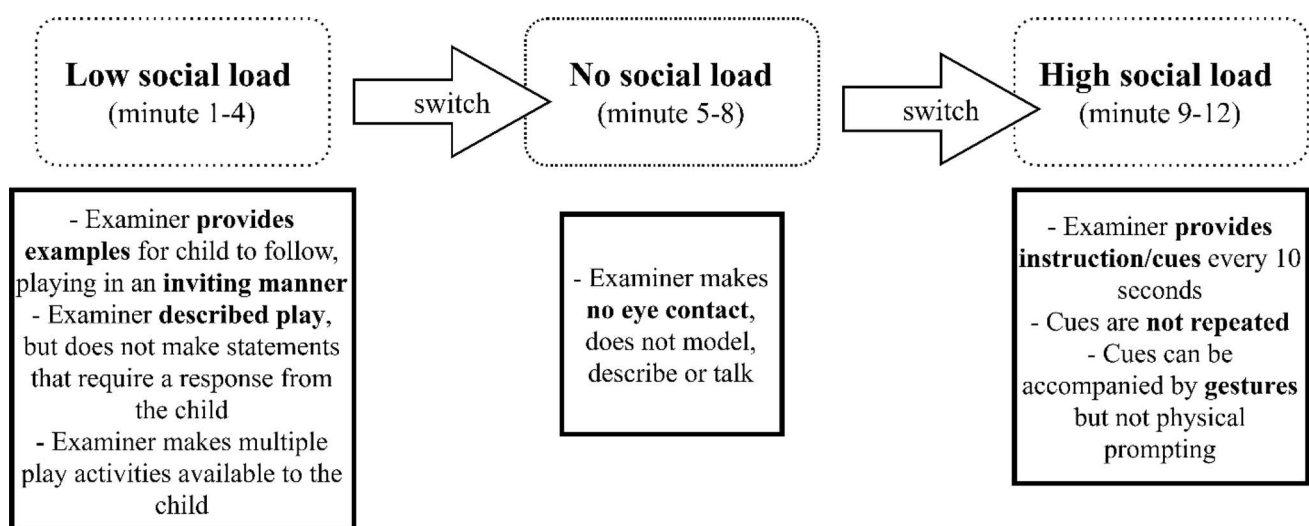 Low social load
(minute 1-4)
switch
No social load
(minute 5-8)
switch
High social load
(minute 9-12)
- Examiner provides
examples for child to follow,
playing in an inviting manner
- Examiner described play,
but does not make statements
that require a response from
the child
- Examiner makes multiple
play activities available to the
child
- Examiner makes
no eye contact,
does not model,
describe or talk
- Examiner provides
instruction/cues every 10
seconds
- Cues are not repeated
- Cues can be
accompanied by gestures
but not physical
prompting